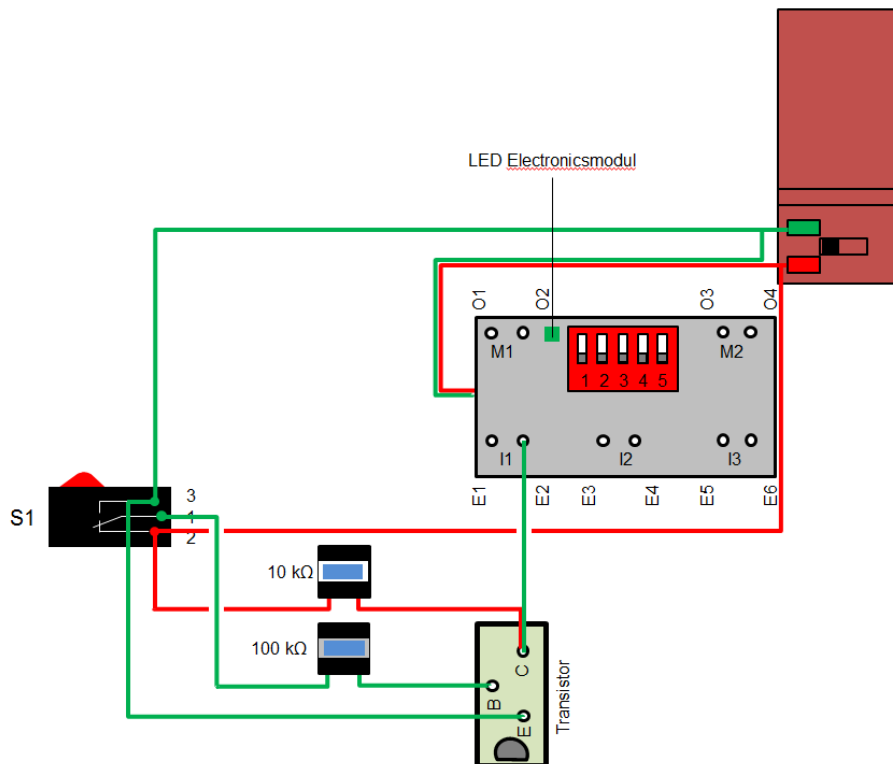 LED Electronicsmodul
O1
O2
O3
O4
M1
M2
1 2 3 4 5
I1
I2
I3
E1
E2
E3
E4
E5
E6
S1
3
1
2
10 kΩ
100 kΩ
C
B
E
Transistor